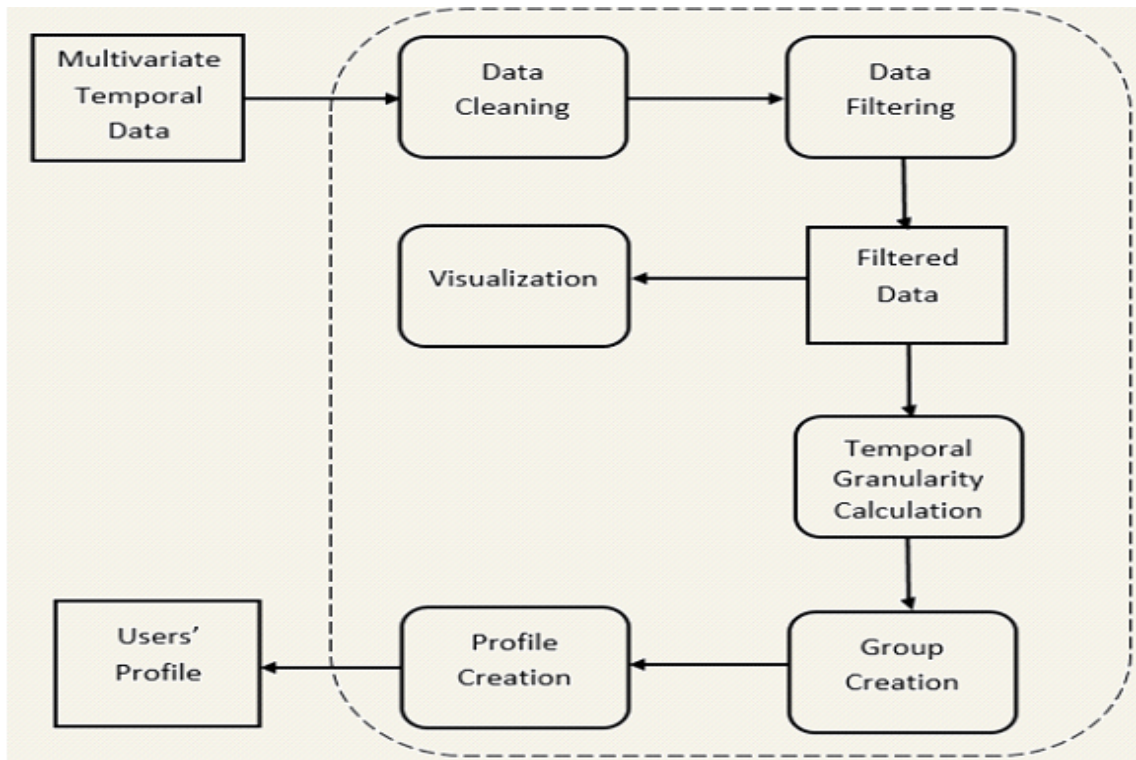 Multivariate
Temporal
Data
Data
Cleaning
Data
Filtering
Visualization
Filtered
Data
Temporal
Granularity
Calculation
Users’
Profile
Profile
Creation
Group
Creation